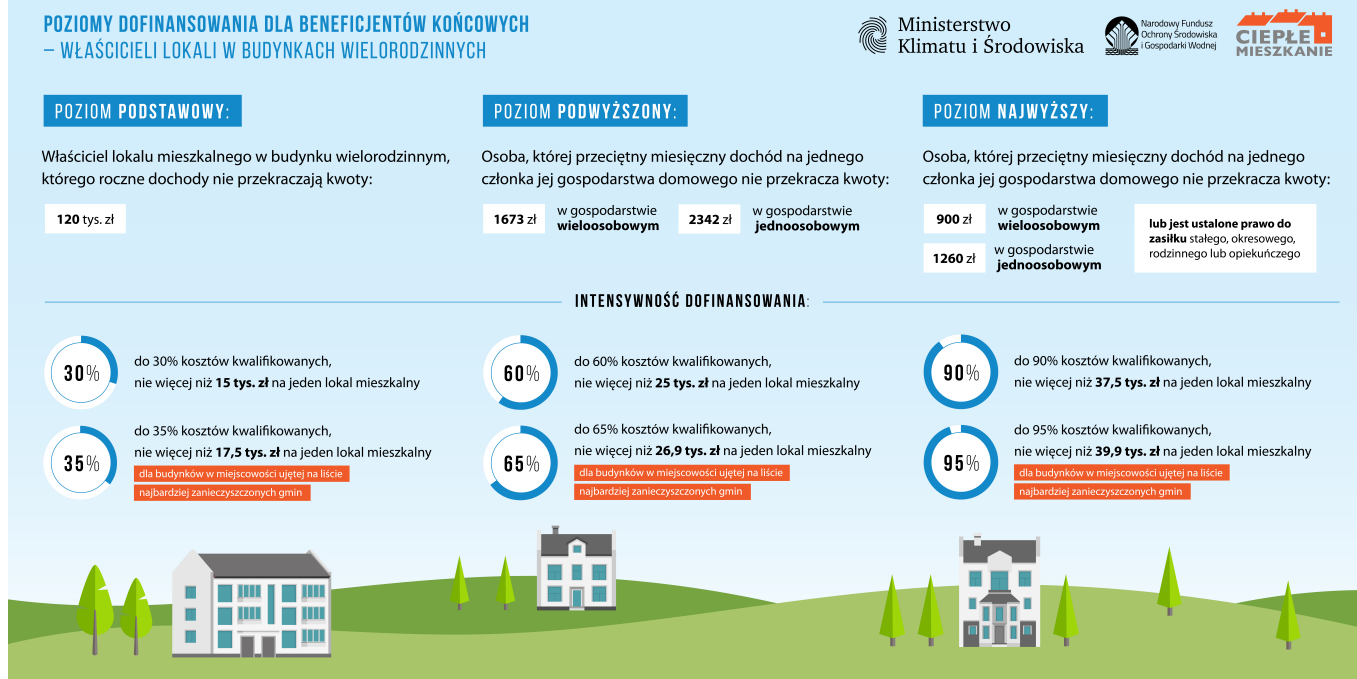 POZIOMY DOFINANSOWANIA DLA BENEFICJENTÓW KOŃCOWYCH
– WŁAŚCICIELI LOKALI W BUDYNKACH WIELORODZINNYCH
Ministerstwo
Klimatu i Środowiska
Narodowy Fundusz
Ochrony Środowiska
i Gospodarki Wodnej
CIEPŁE
MIESZKANIE
POZIOM PODSTAWOWY:
Właściciel lokalu mieszkalnego w budynku wielorodzinnym,
którego roczne dochody nie przekraczają kwoty:
120 tys. zł
POZIOM PODWYŻSZONY:
Osoba, której przeciętny miesięczny dochód na jednego
członka jej gospodarstwa domowego nie przekracza kwoty:
1673 zł
w gospodarstwie
wieloosobowym
2342 zł
w gospodarstwie
jednoosobowym
POZIOM NAJWYŻSZY:
Osoba, której przeciętny miesięczny dochód na jednego
członka jej gospodarstwa domowego nie przekracza kwoty:
900 zł
w gospodarstwie
wieloosobowym
1260 zł
w gospodarstwie
jednoosobowym
lub jest ustalone prawo do
zasiłku stałego, okresowego,
rodzinnego lub opiekuńczego
INTENSYWNOŚĆ DOFINANSOWANIA:
30%
do 30% kosztów kwalifikowanych,
nie więcej niż 15 tys. zł na jeden lokal mieszkalny
35%
do 35% kosztów kwalifikowanych,
nie więcej niż 17,5 tys. zł na jeden lokal mieszkalny
dla budynków w miejscowości ujętej na liście
najbardziej zanieczyszczonych gmin
60%
do 60% kosztów kwalifikowanych,
nie więcej niż 25 tys. zł na jeden lokal mieszkalny
65%
do 65% kosztów kwalifikowanych,
nie więcej niż 26,9 tys. zł na jeden lokal mieszkalny
dla budynków w miejscowości ujętej na liście
najbardziej zanieczyszczonych gmin
90%
do 90% kosztów kwalifikowanych,
nie więcej niż 37,5 tys. zł na jeden lokal mieszkalny
95%
do 95% kosztów kwalifikowanych,
nie więcej niż 39,9 tys. zł na jeden lokal mieszkalny
dla budynków w miejscowości ujętej na liście
najbardziej zanieczyszczonych gmin